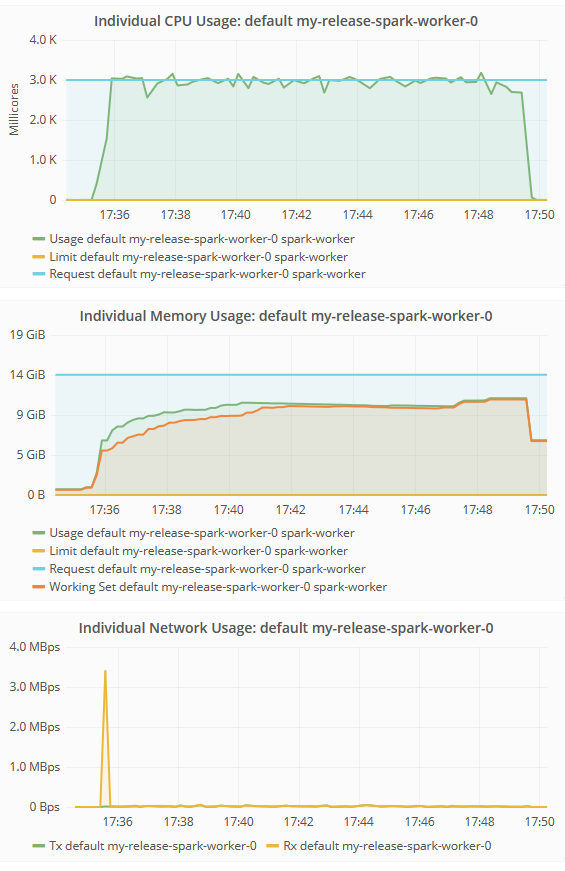 Individual CPU Usage: default my-release-spark-worker-0
4.0 K
3.0 K
2.0 K
1.0 K
0
Millicores
17:36 17:38 17:40 17:42 17:44 17:46 17:48 17:50
Usage default my-release-spark-worker-0 spark-worker
Limit default my-release-spark-worker-0 spark-worker
Request default my-release-spark-worker-0 spark-worker
Individual Memory Usage: default my-release-spark-worker-0
19 GiB
14 GiB
9 GiB
5 GiB
0 B
17:36 17:38 17:40 17:42 17:44 17:46 17:48 17:50
Usage default my-release-spark-worker-0 spark-worker
Limit default my-release-spark-worker-0 spark-worker
Request default my-release-spark-worker-0 spark-worker
Working Set default my-release-spark-worker-0 spark-worker
Individual Network Usage: default my-release-spark-worker-0
4.0 MBps
3.0 MBps
2.0 MBps
1.0 MBps
0 Bps
17:36 17:38 17:40 17:42 17:44 17:46 17:48 17:50
Tx default my-release-spark-worker-0 Rx default my-release-spark-worker-0